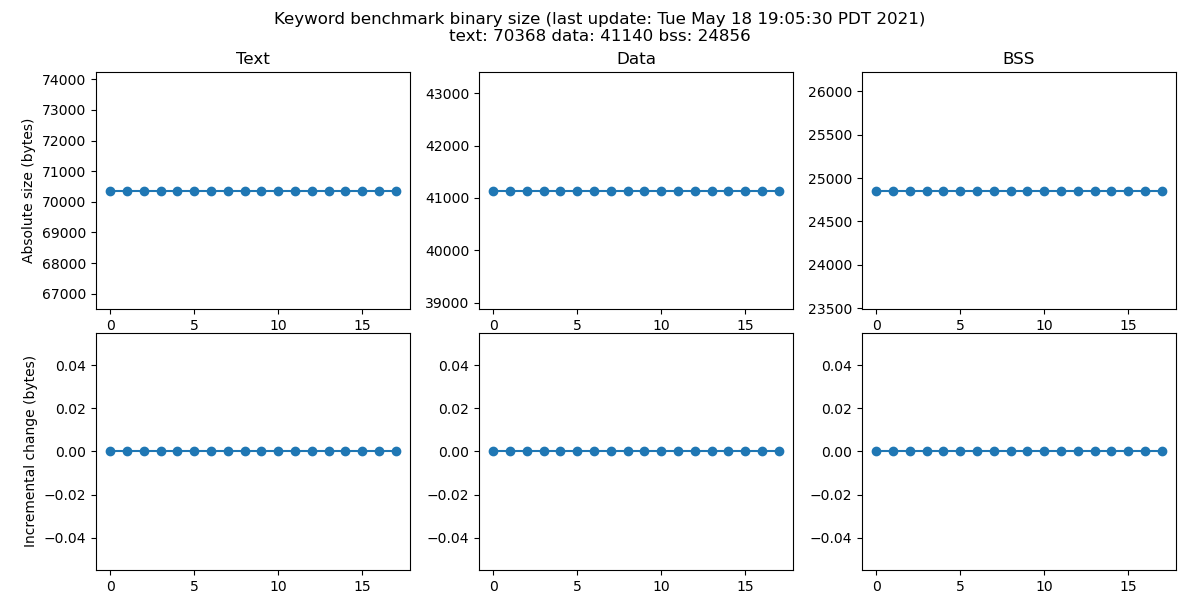 Keyword benchmark binary size (last update: Tue May 18 19:05:30 PDT 2021)
text: 70368 data: 41140 bss: 24856
Text
Data
BSS
Absolute size (bytes)
74000
73000
72000
71000
70000
69000
68000
67000
0 5 10 15
43000
42000
41000
40000
39000
0 5 10 15
26000
25500
25000
24500
24000
23500
0 5 10 15
Incremental change (bytes)
0.04
0.02
0.00
−0.02
−0.04
0 5 10 15
0.04
0.02
0.00
−0.02
−0.04
0 5 10 15
0.04
0.02
0.00
−0.02
−0.04
0 5 10 15